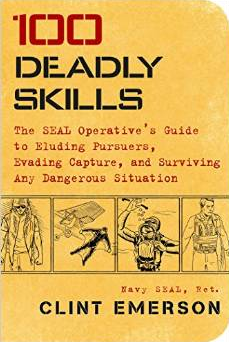 100
DEADLY
SKILLS
The SEAL Operative's Guide
to Eluding Pursuers,
Evading Capture, and Surviving
Any Dangerous Situation
Navy SEAL, Ret.
CLINT EMERSON